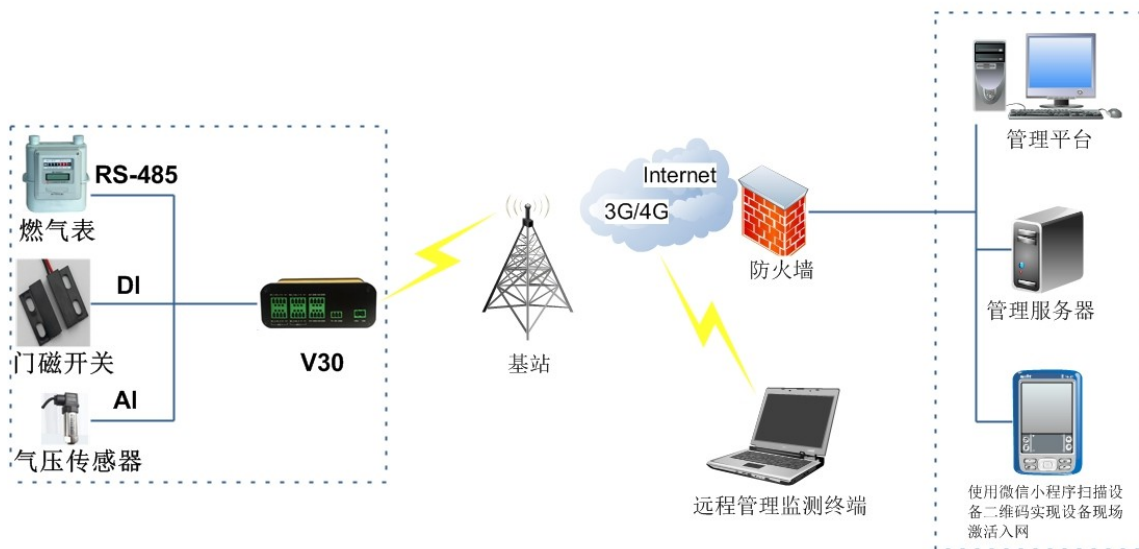 RS-485
燃气表
DI
门磁开关
AI
气压传感器
V30
基站
Internet
3G/4G
防火墙
远程管理监测终端
管理平台
管理服务器
使用微信小程序扫描设
备二维码实现设备现场
激活入网